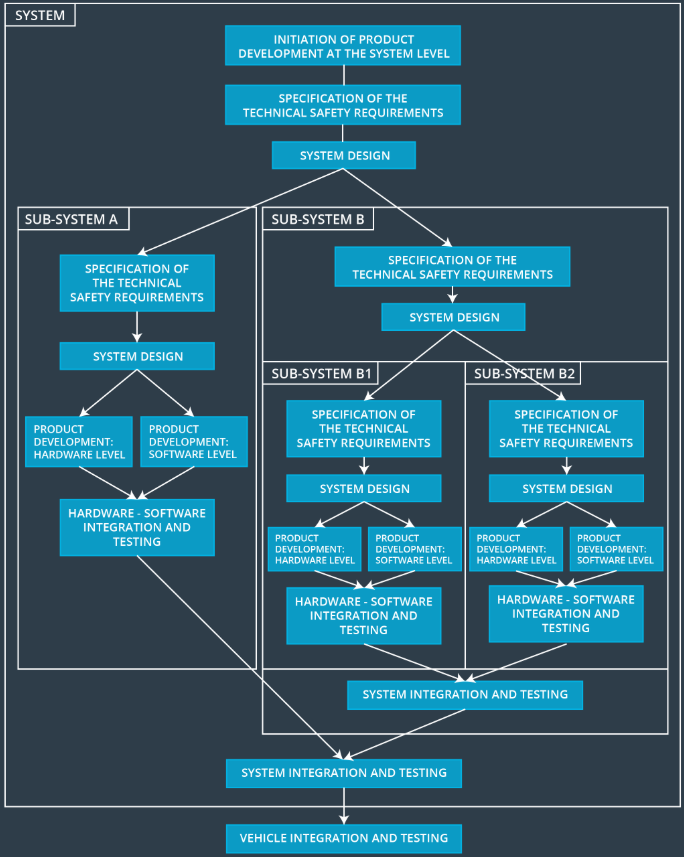 SYSTEM
INITIATION OF PRODUCT
DEVELOPMENT AT THE SYSTEM LEVEL
SPECIFICATION OF THE
TECHNICAL SAFETY REQUIREMENTS
SYSTEM DESIGN
SUB-SYSTEM A
SPECIFICATION OF
THE TECHNICAL
SAFETY REQUIREMENTS
SYSTEM DESIGN
PRODUCT
DEVELOPMENT:
HARDWARE LEVEL
PRODUCT
DEVELOPMENT:
SOFTWARE LEVEL
HARDWARE - SOFTWARE
INTEGRATION AND
TESTING
SUB-SYSTEM B
SPECIFICATION OF THE
TECHNICAL SAFETY REQUIREMENTS
SYSTEM DESIGN
SUB-SYSTEM B1
SPECIFICATION OF
THE TECHNICAL
SAFETY REQUIREMENTS
SYSTEM DESIGN
PRODUCT
DEVELOPMENT:
HARDWARE LEVEL
PRODUCT
DEVELOPMENT:
SOFTWARE LEVEL
HARDWARE - SOFTWARE
INTEGRATION AND
TESTING
SUB-SYSTEM B2
SPECIFICATION OF
THE TECHNICAL
SAFETY REQUIREMENTS
SYSTEM DESIGN
PRODUCT
DEVELOPMENT:
HARDWARE LEVEL
PRODUCT
DEVELOPMENT:
SOFTWARE LEVEL
HARDWARE - SOFTWARE
INTEGRATION AND
TESTING
SYSTEM INTEGRATION AND TESTING
SYSTEM INTEGRATION AND TESTING
VEHICLE INTEGRATION AND TESTING